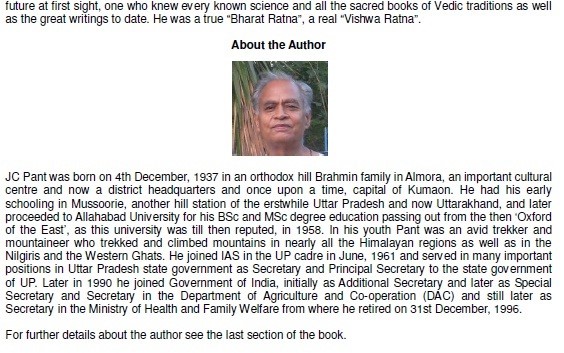 future at first sight, one who knew every known science and all the sacred books of Vedic traditions as well
as the great writings to date. He was a true “Bharat Ratna”, a real “Vishwa Ratna”.
About the Author
JC Pant was born on 4th December, 1937 in an orthodox hill Brahmin family in Almora, an important cultural
centre and now a district headquarters and once upon a time, capital of Kumaon. He had his early
schooling in Mussoorie, another hill station of the erstwhile Uttar Pradesh and now Uttarakhand, and later
proceeded to Allahabad University for his BSc and MSc degree education passing out from the then ‘Oxford
of the East’, as this university was till then reputed, in 1958. In his youth Pant was an avid trekker and
mountaineer who trekked and climbed mountains in nearly all the Himalayan regions as well as in the
Nilgiris and the Western Ghats. He joined IAS in the UP cadre in June, 1961 and served in many important
positions in Uttar Pradesh state government as Secretary and Principal Secretary to the state government
of UP. Later in 1990 he joined Government of India, initially as Additional Secretary and later as Special
Secretary and Secretary in the Department of Agriculture and Co-operation (DAC) and still later as
Secretary in the Ministry of Health and Family Welfare from where he retired on 31st December, 1996.
For further details about the author see the last section of the book.